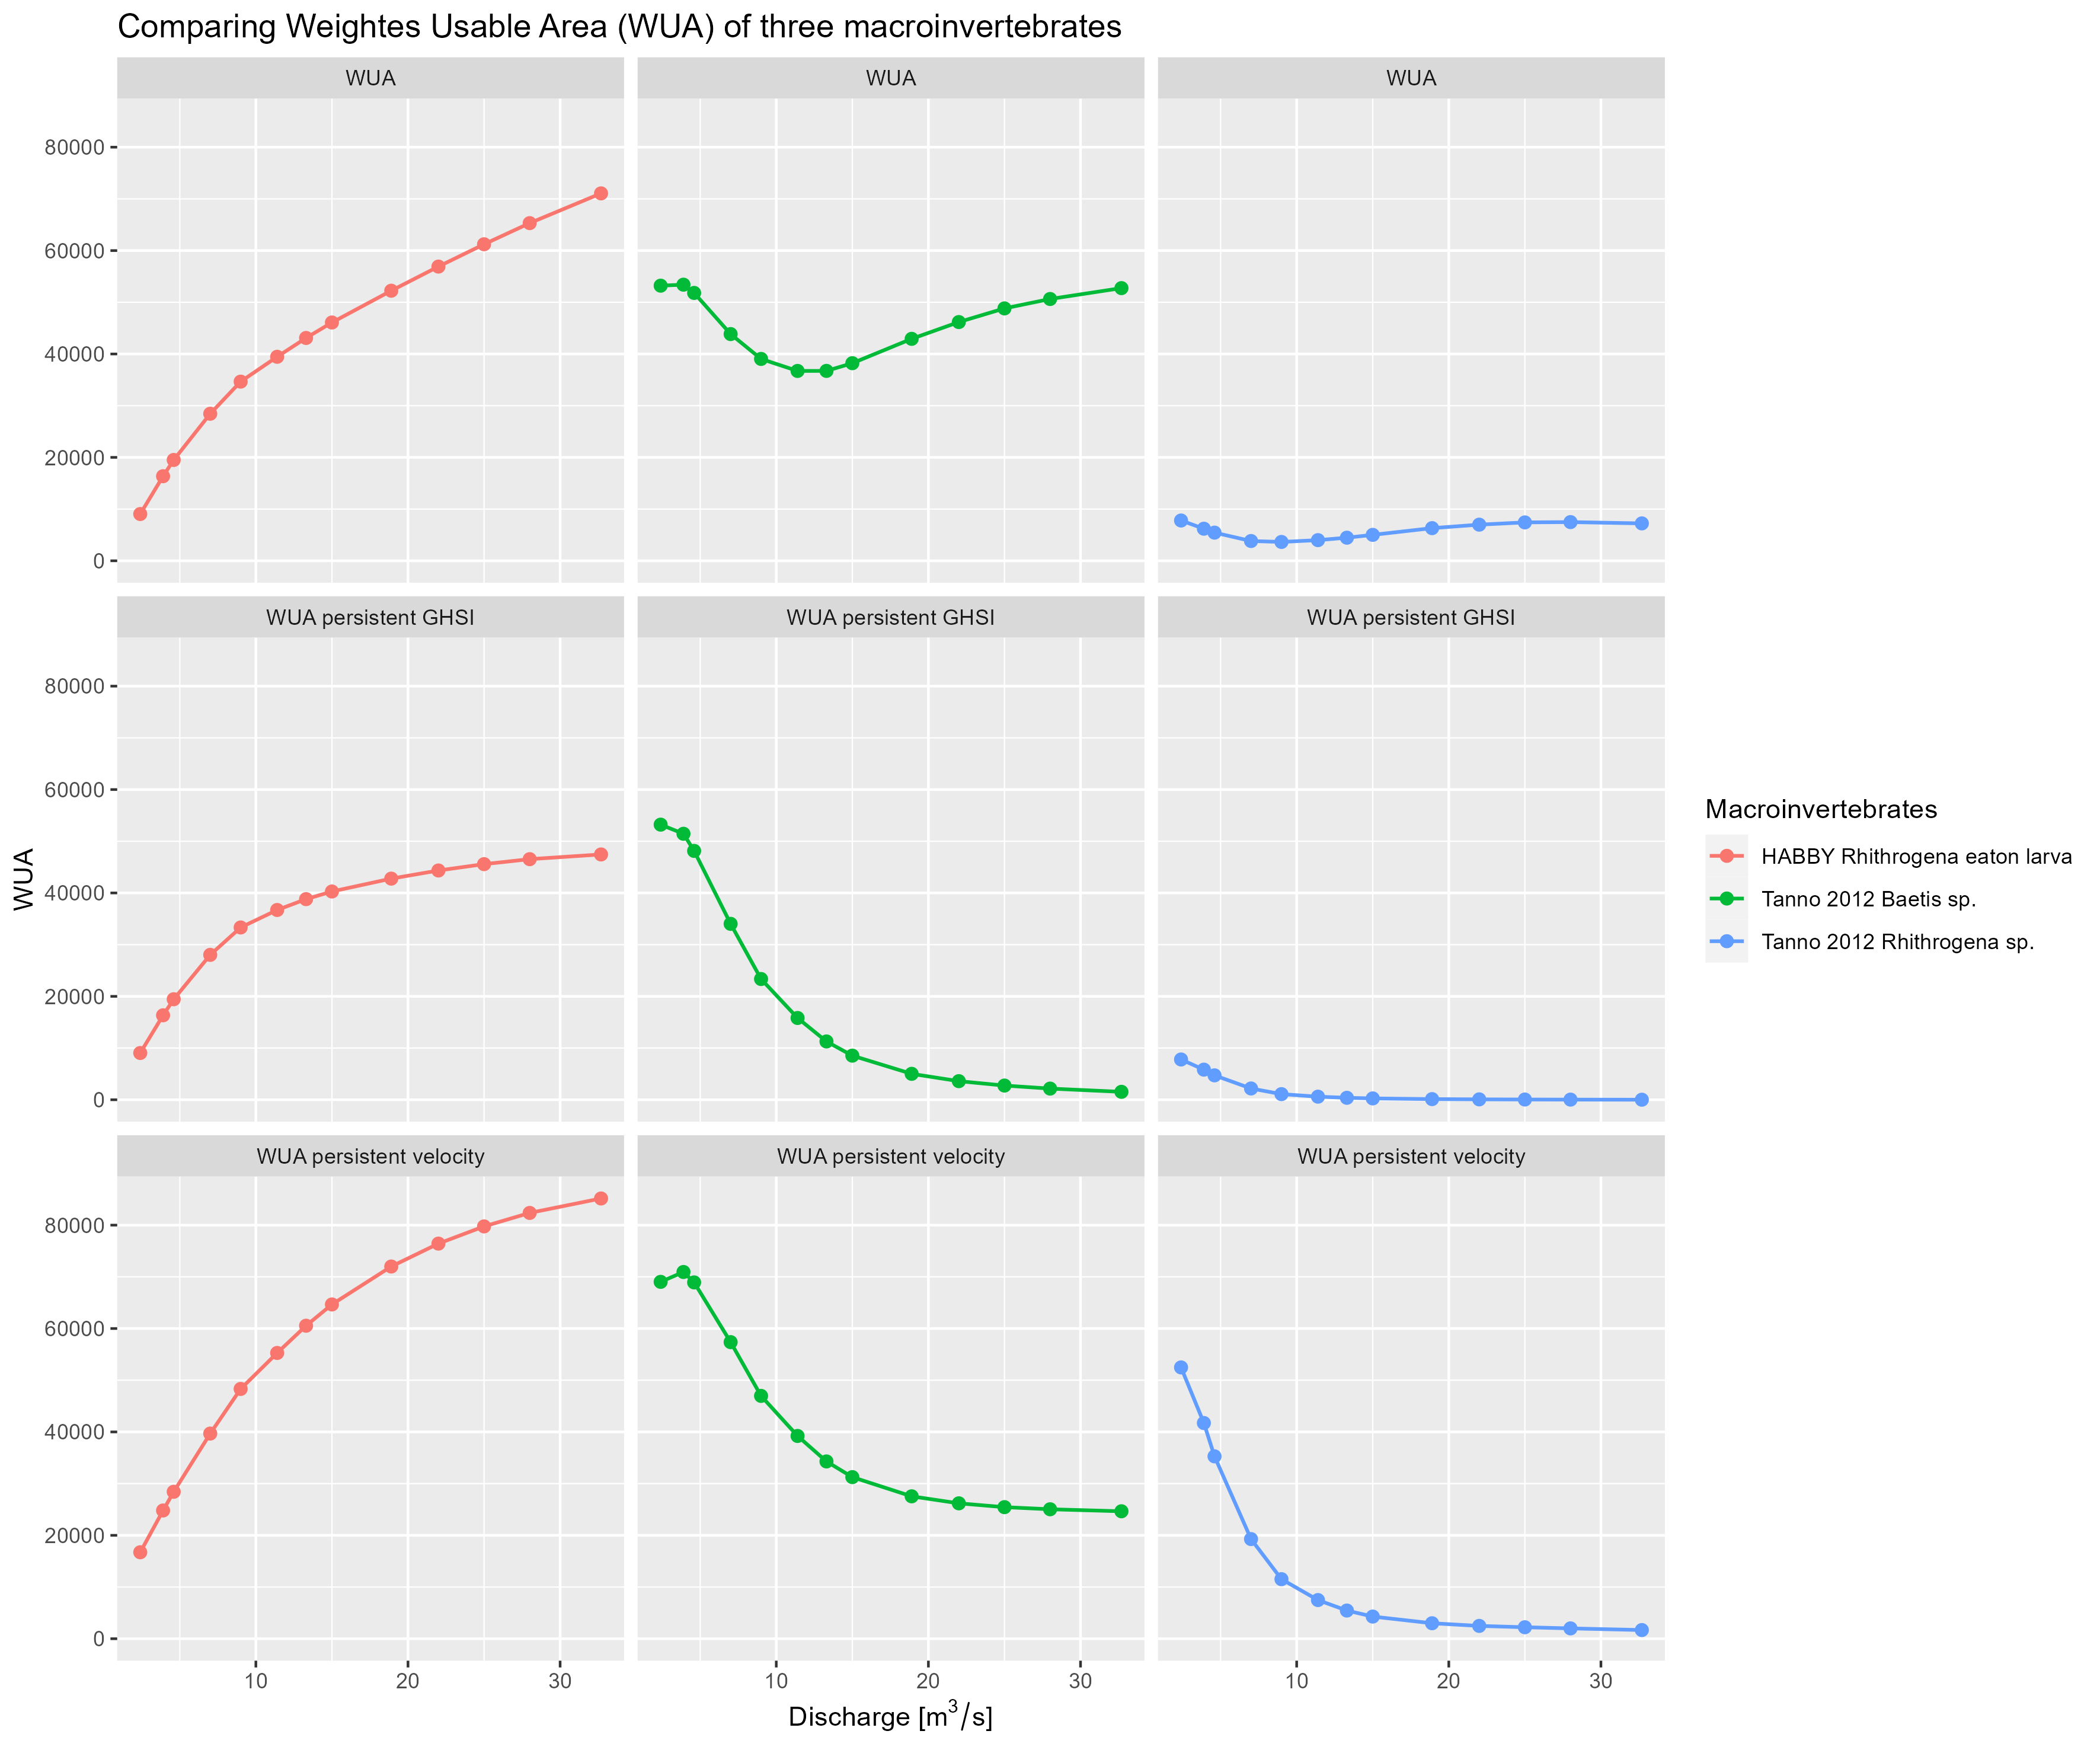 Comparing Weightes Usable Area (WUA) of three macroinvertebrates
WUA WUA WUA
80000
60000
40000
20000
0
WUA persistent GHSI WUA persistent GHSI WUA persistent GHSI
80000
60000
40000
20000
0
WUA persistent velocity WUA persistent velocity WUA persistent velocity
80000
60000
40000
20000
0
10 20 30 10 20 30 10 20 30
Discharge [m³/s]
WUA
Macroinvertebrates
HABBY Rhithrogena eaton larva
Tanno 2012 Baetis sp.
Tanno 2012 Rhithrogena sp.